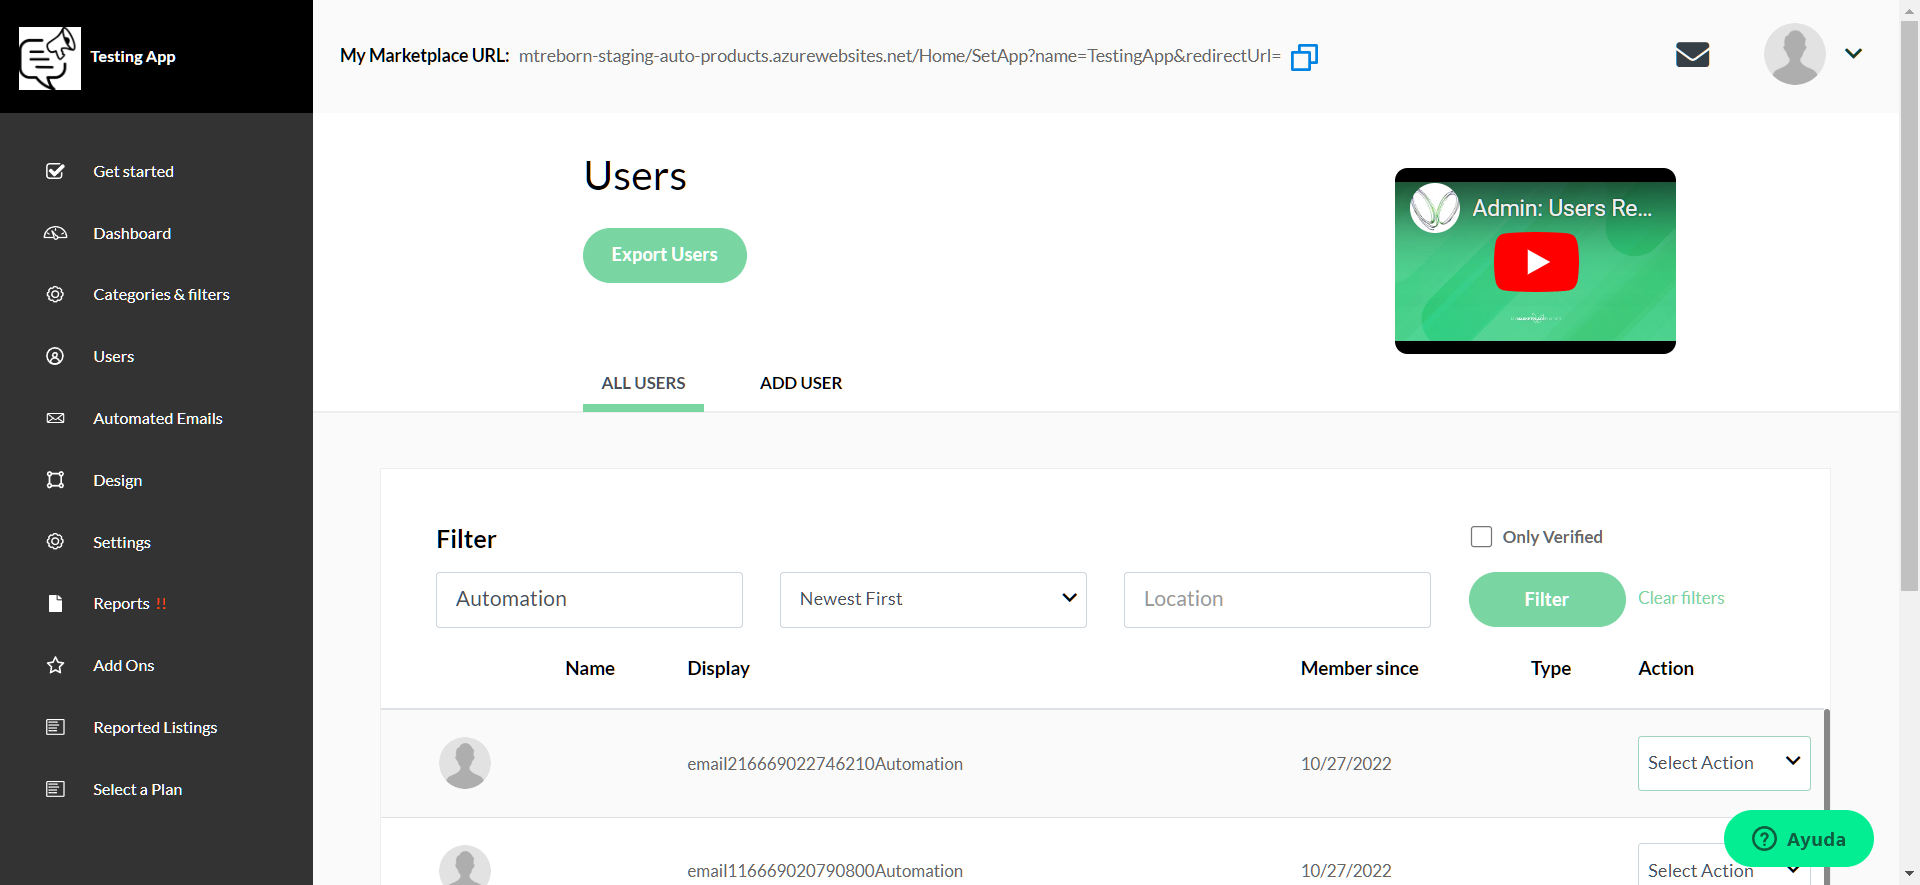 Testing App
My Marketplace URL: mtreborn-staging-auto-products.azurewebsites.net/Home/SetApp?name=TestingApp&redirectUrl=
Get started
Dashboard
Categories & filters
Users
Automated Emails
Design
Settings
Reports !!
Add Ons
Reported Listings
Select a Plan
Users
Export Users
Admin: Users Re...
ALL USERS ADD USER
Filter
Only Verified
Automation Newest First Location Filter Clear filters
Name Display Member since Type Action
email216669022746210Automation 10/27/2022 Select Action
email116669020790800Automation 10/27/2022 Select Action
Ayuda